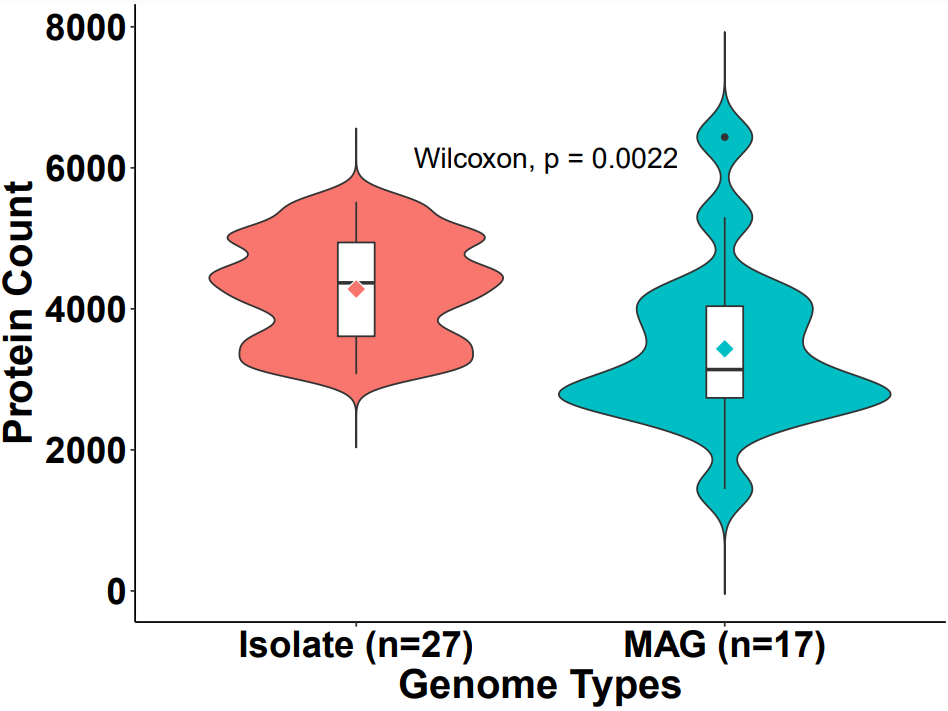 Protein Count
8000
6000
4000
2000
0
Wilcoxon, p = 0.0022
Isolate (n=27)
MAG (n=17)
Genome Types